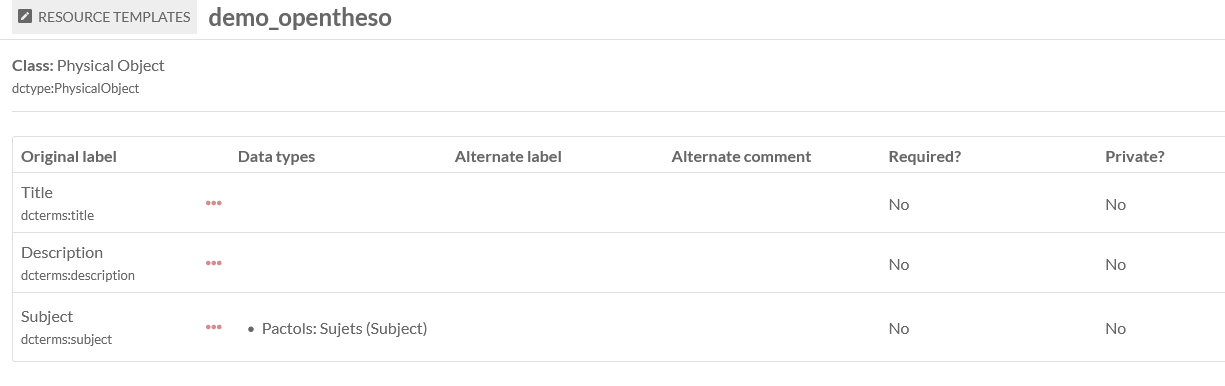 RESOURCE TEMPLATES demo_opentheso
Class: Physical Object
dctype:PhysicalObject
Original label Data types Alternate label Alternate comment Required? Private?
Title
dcterms:title
No No
Description
dcterms:description
No No
Subject
dcterms:subject
• Pactols: Sujets (Subject) No No